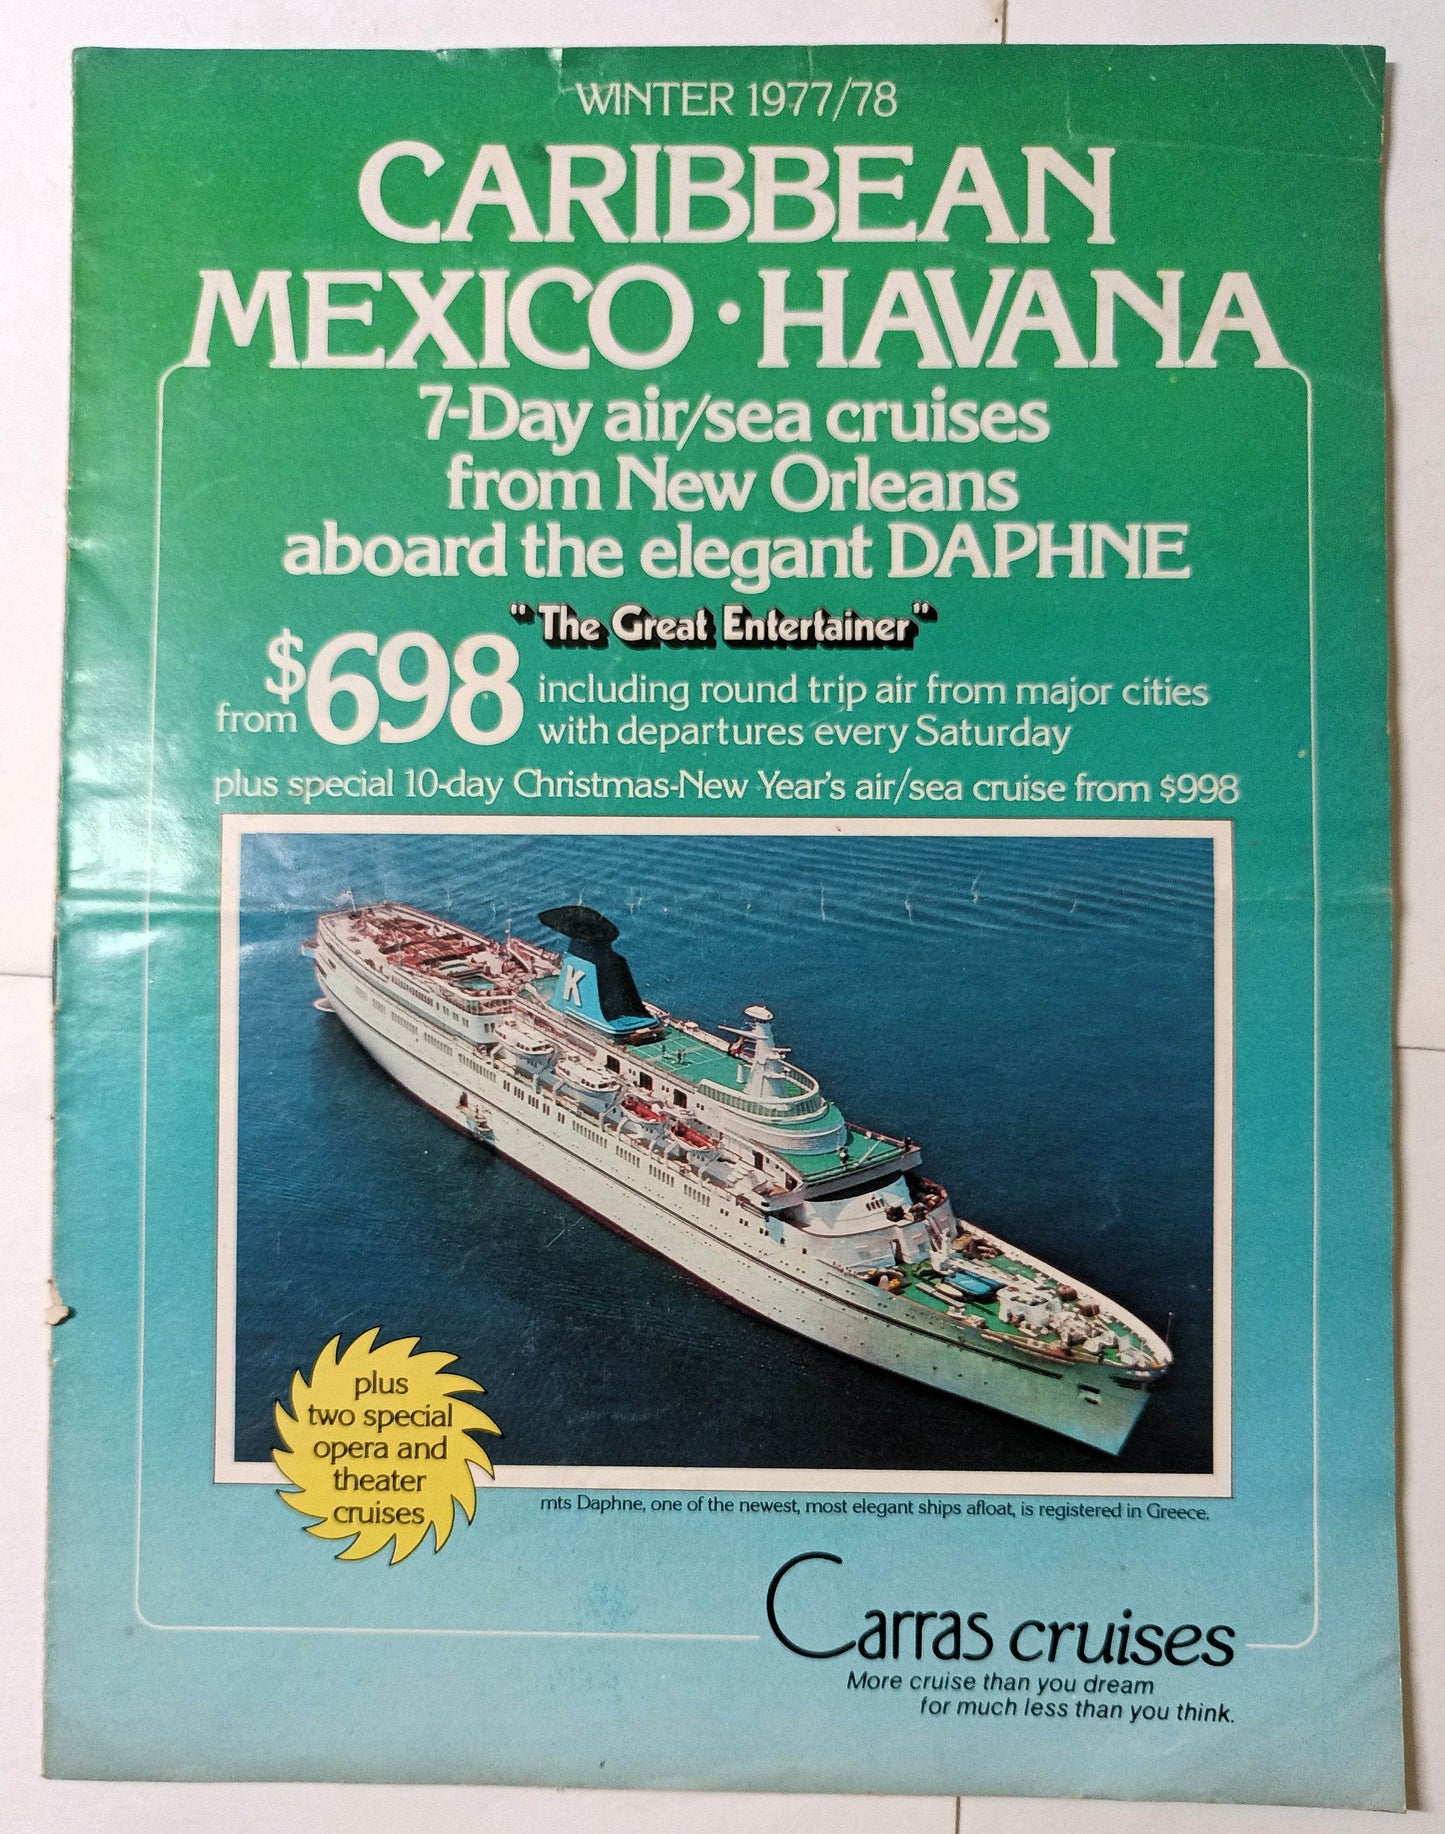 WINTER 1977/78
CARIBBEAN
MEXICO • HAVANA
7-Day air/sea cruises
from New Orleans
aboard the elegant DAPHNE
"The Great Entertainer"
from $698 including round trip air from major cities
with departures every Saturday
plus special 10-day Christmas-New Year's air/sea cruise from $998
K
plus
two special
opera and
theater
cruises
mts Daphne, one of the newest, most elegant ships afloat, is registered in Greece.
Carras cruises
More cruise than you dream
for much less than you think.